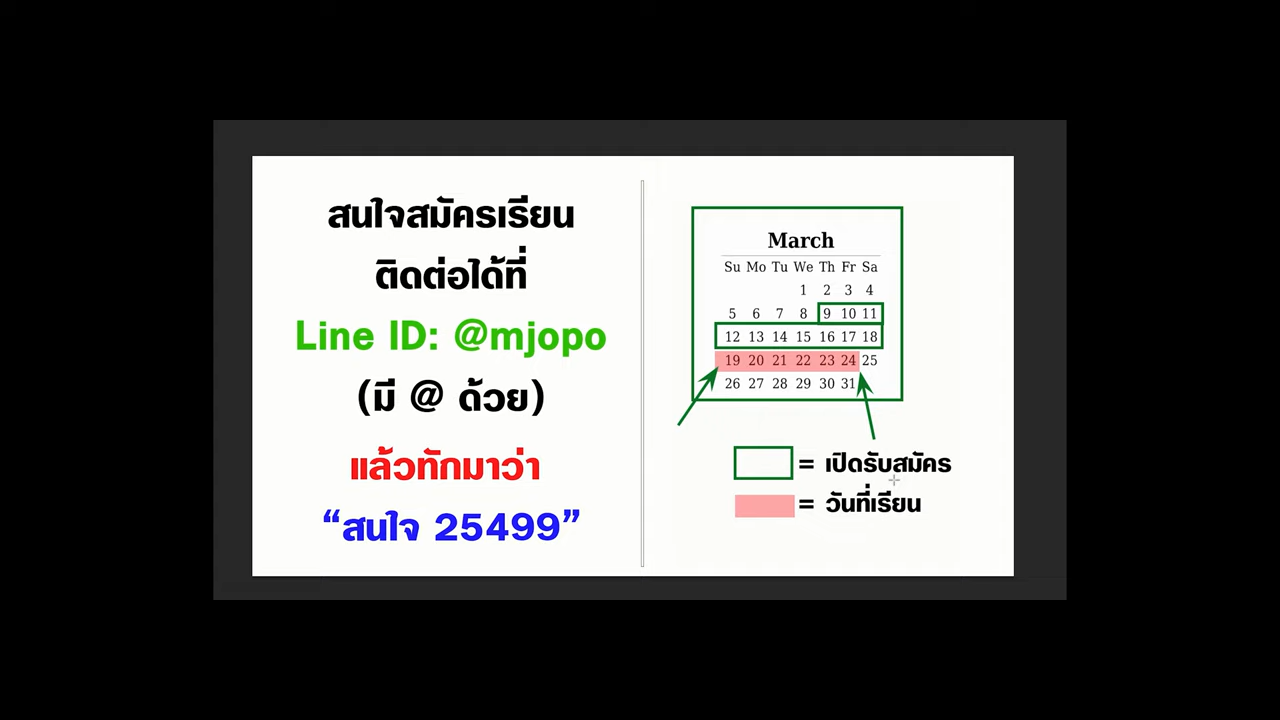 สนใจสมัครเรียน
ติดต่อได้ที่
Line ID: @mjopo
(มี @ ด้วย)
แล้วทักมาว่า
“สนใจ 25499”
March
Su Mo Tu We Th Fr Sa
1 2 3 4
5 6 7 8 9 10 11
12 13 14 15 16 17 18
19 20 21 22 23 24 25
26 27 28 29 30 31
= เปิดรับสมัคร
= วันที่เรียน